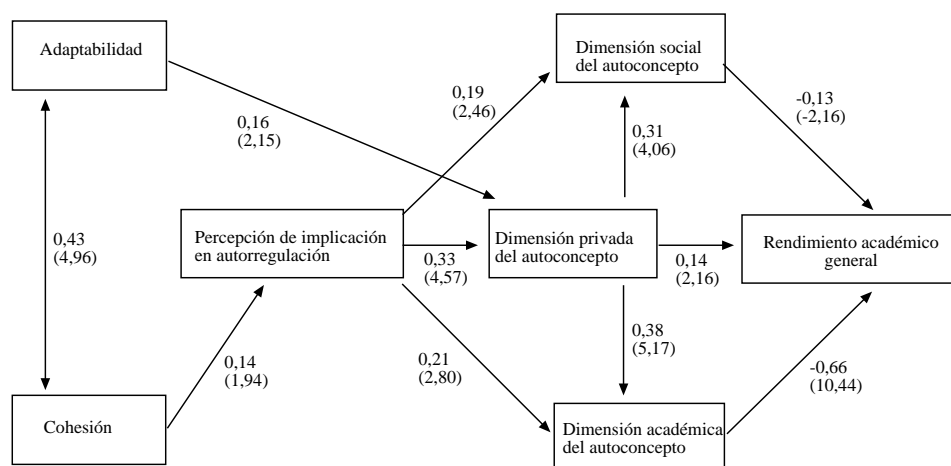 Adaptabilidad
Dimensión social
del autoconcepto
0,19
(2,46)
-0,13
(-2,16)
0,16
(2,15)
0,31
(4,06)
0,43
(4,96)
Percepción de implicación
en autorregulación
0,33
(4,57)
Dimensión privada
del autoconcepto
0,14
(2,16)
Rendimiento académico
general
0,14
(1,94)
0,21
(2,80)
0,38
(5,17)
-0,66
(10,44)
Cohesión
Dimensión académica
del autoconcepto